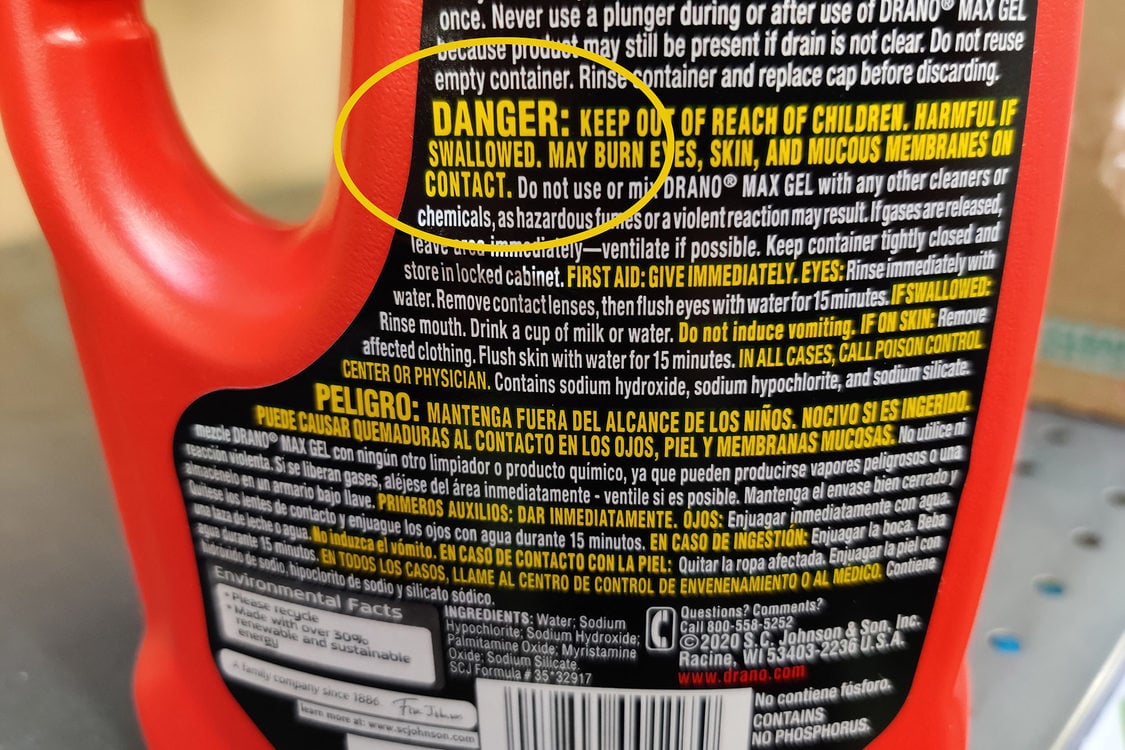 once. Never use a plunger during or after use of DRANO® MAX GEL
because product may still be present if drain is not clear. Do not reuse
empty container. Rinse container and replace cap before discarding.
DANGER: KEEP OUT OF REACH OF CHILDREN. HARMFUL IF
SWALLOWED. MAY BURN EYES, SKIN, AND MUCOUS MEMBRANES ON
CONTACT. Do not use or mix DRANO® MAX GEL with any other cleaners or
chemicals, as hazardous fumes or a violent reaction may result. If gases are released,
leave area immediately—ventilate if possible. Keep container tightly closed and
store in locked cabinet. FIRST AID: GIVE IMMEDIATELY. EYES: Rinse immediately with
water. Remove contact lenses, then flush eyes with water for 15 minutes. IF SWALLOWED:
Rinse mouth. Drink a cup of milk or water. Do not induce vomiting. IF ON SKIN: Remove
affected clothing. Flush skin with water for 15 minutes. IN ALL CASES, CALL POISON CONTROL
CENTER OR PHYSICIAN. Contains sodium hydroxide, sodium hypochlorite, and sodium silicate.
PELIGRO: MANTENGA FUERA DEL ALCANCE DE LOS NIÑOS. NOCIVO SI ES INGERIDO.
PUEDE CAUSAR QUEMADURAS AL CONTACTO EN LOS OJOS, PIEL Y MEMBRANAS MUCOSAS. No utilice ni
mezcle DRANO® MAX GEL con ningún otro limpiador o producto químico, ya que pueden producirse vapores peligrosos o una
reacción violenta. Si se liberan gases, aléjese del área inmediatamente - ventile si es posible. Mantenga el envase bien cerrado y
almacénelo en un armario bajo llave. PRIMEROS AUXILIOS: DAR INMEDIATAMENTE. OJOS: Enjuagar inmediatamente con agua.
Quítese los lentes de contacto y enjuague los ojos con agua durante 15 minutos. EN CASO DE INGESTIÓN: Enjuagar la boca. Beba
una taza de leche o agua. No induzca el vómito. EN CASO DE CONTACTO CON LA PIEL: Quitar la ropa afectada. Enjuagar la piel con
agua durante 15 minutos. EN TODOS LOS CASOS, LLAME AL CENTRO DE CONTROL DE ENVENENAMIENTO O AL MÉDICO. Contiene
hidróxido de sodio, hipoclorito de sodio y silicato sódico.
Environmental Facts
• Please recycle
• Made with over 30%
renewable and sustainable
energy
A family company since 1886.
learn more at: www.scjohnson.com
INGREDIENTS: Water; Sodium
Hypochlorite; Sodium Hydroxide;
Palmitamine Oxide; Myristamine
Oxide; Sodium Silicate.
SCJ Formula # 35*32917
Questions? Comments?
Call 800-558-5252
©2020 S.C. Johnson & Son, Inc.
Racine, WI 53403-2236 U.S.A.
www.drano.com
No contiene fósforo.
CONTAINS
NO PHOSPHORUS.